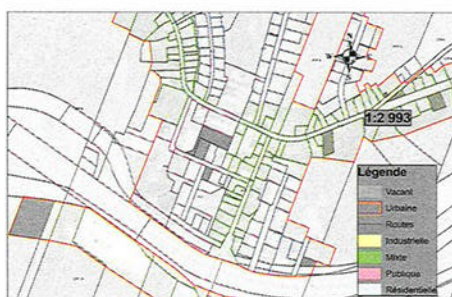 1:2 993
Légende
Vacant
Urbaine
Routes
Industrielle
Mixte
Publique
Résidentielle